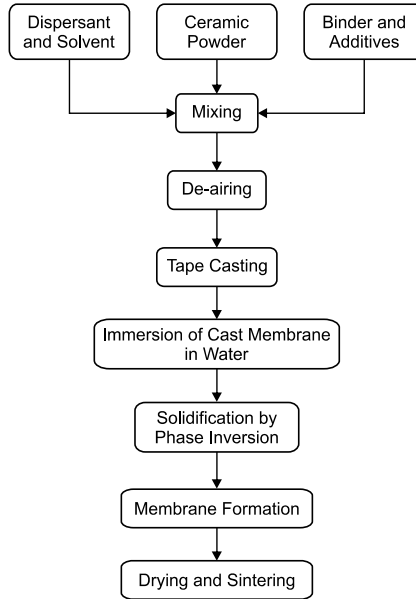 Dispersant
and Solvent
Ceramic
Powder
Binder and
Additives
Mixing
De-airing
Tape Casting
Immersion of Cast Membrane
in Water
Solidification by
Phase Inversion
Membrane Formation
Drying and Sintering